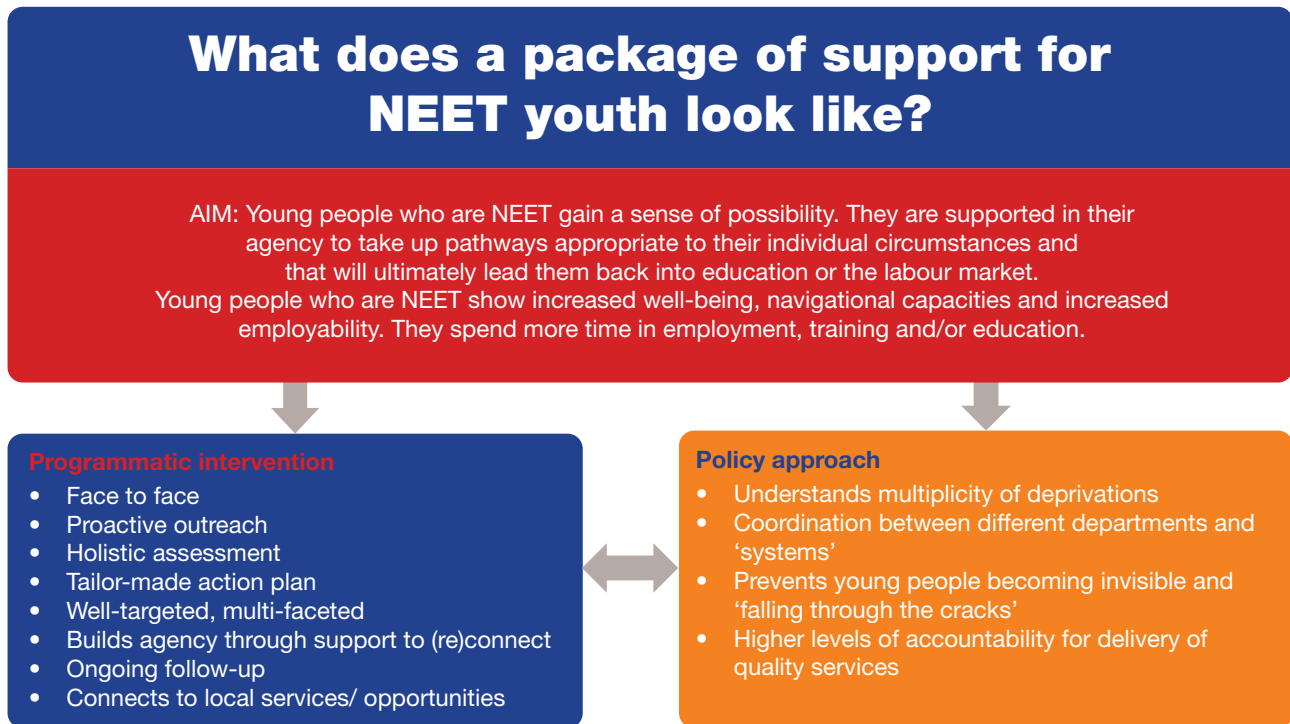 What does a package of support for
NEET youth look like?
AIM: Young people who are NEET gain a sense of possibility. They are supported in their
agency to take up pathways appropriate to their individual circumstances and
that will ultimately lead them back into education or the labour market.
Young people who are NEET show increased well-being, navigational capacities and increased
employability. They spend more time in employment, training and/or education.
Programmatic intervention
• Face to face
• Proactive outreach
• Holistic assessment
• Tailor-made action plan
• Well-targeted, multi-faceted
• Builds agency through support to (re)connect
• Ongoing follow-up
• Connects to local services/ opportunities
Policy approach
• Understands multiplicity of deprivations
• Coordination between different departments and
‘systems’
• Prevents young people becoming invisible and
‘falling through the cracks’
• Higher levels of accountability for delivery of
quality services